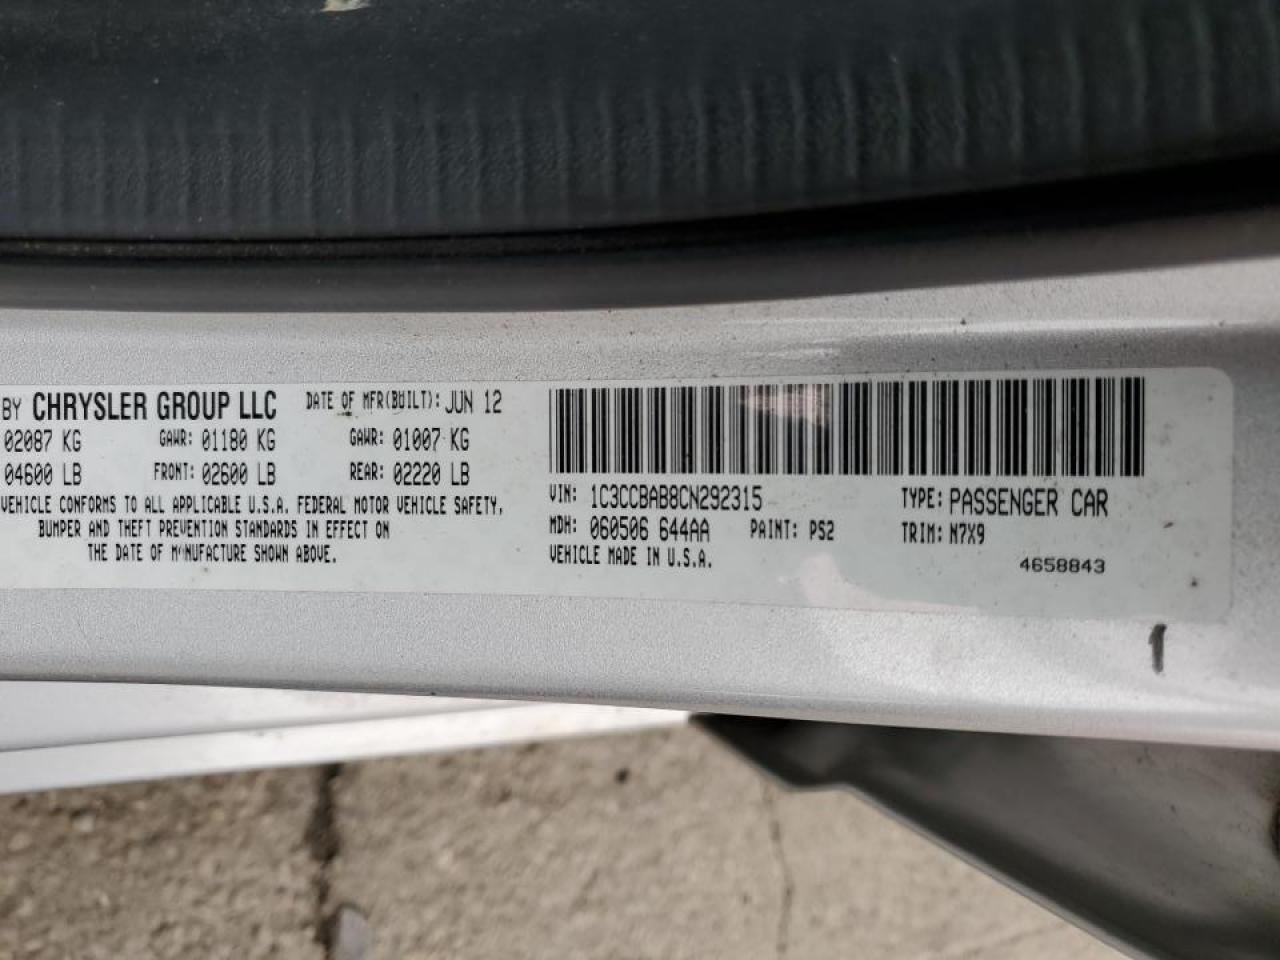 BY CHRYSLER GROUP LLC DATE OF MFR(BUILT): JUN 12
02087 KG GAWR: 01180 KG GAWR: 01007 KG
04600 LB FRONT: 02600 LB REAR: 02220 LB
VEHICLE CONFORMS TO ALL APPLICABLE U.S.A. FEDERAL MOTOR VEHICLE SAFETY,
BUMPER AND THEFT PREVENTION STANDARDS IN EFFECT ON
THE DATE OF MANUFACTURE SHOWN ABOVE.
VIN: 1C3CCBAB8CN292315 TYPE: PASSENGER CAR
MDH: 060506 644AA PAINT: PS2 TRIM: N7X9
VEHICLE MADE IN U.S.A. 4658843
1